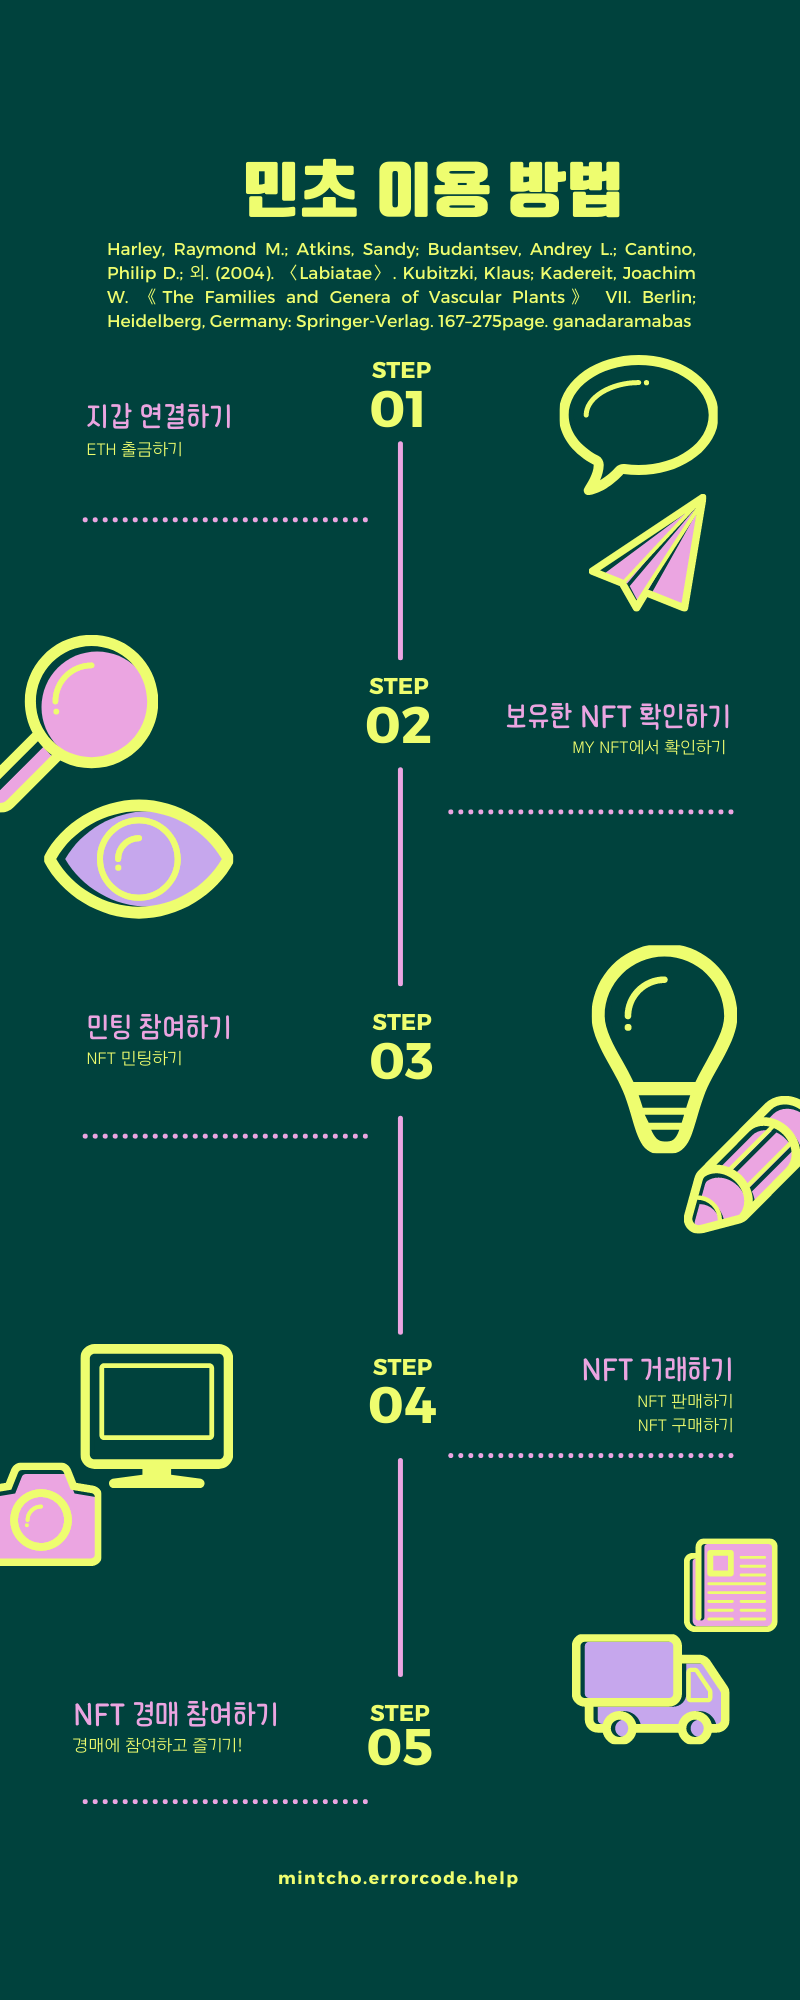 민초 이용 방법
Harley, Raymond M.; Atkins, Sandy; Budantsev, Andrey L.; Cantino,
Philip D.; 외. (2004). 〈Labiatae〉. Kubitzki, Klaus; Kadereit, Joachim
W. 《The Families and Genera of Vascular Plants》 VII. Berlin;
Heidelberg, Germany: Springer-Verlag. 167–275page. ganadaramabas
STEP
01
지갑 연결하기
ETH 출금하기
STEP
02
보유한 NFT 확인하기
MY NFT에서 확인하기
STEP
03
민팅 참여하기
NFT 민팅하기
STEP
04
NFT 거래하기
NFT 판매하기
NFT 구매하기
STEP
05
NFT 경매 참여하기
경매에 참여하고 즐기기!
mintcho.errorcode.help